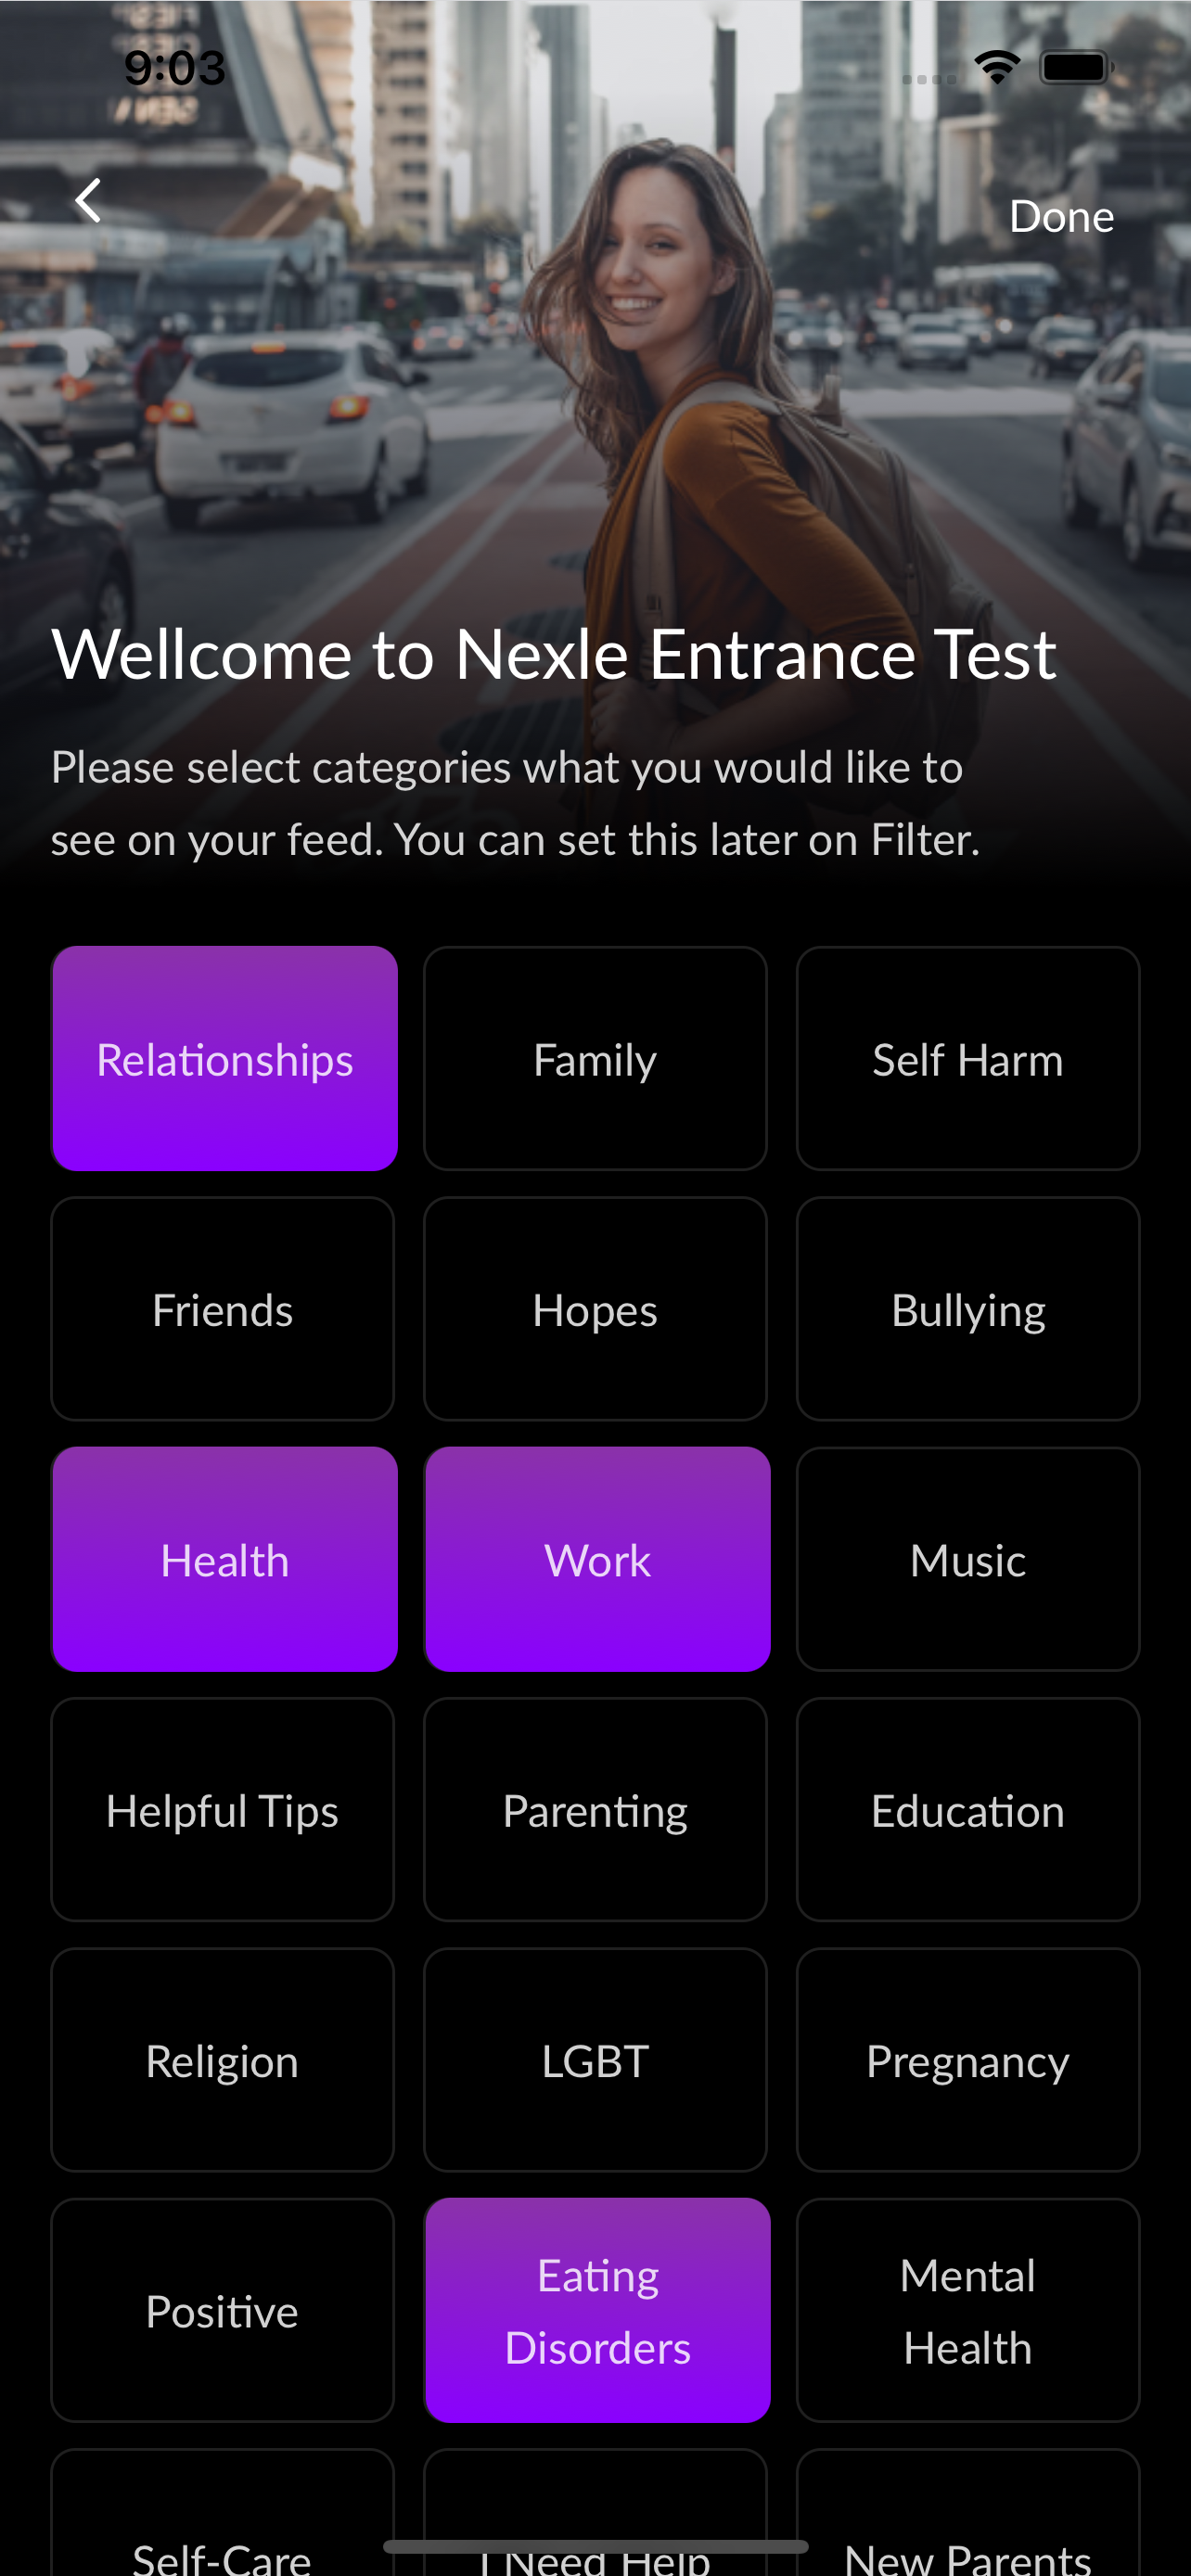 9:03
Done
Wellcome to Nexle Entrance Test
Please select categories what you would like to
see on your feed. You can set this later on Filter.
Relationships
Family
Self Harm
Friends
Hopes
Bullying
Health
Work
Music
Helpful Tips
Parenting
Education
Religion
LGBT
Pregnancy
Positive
Eating
Disorders
Mental
Health
Self-Care
I Need Help
New Parents